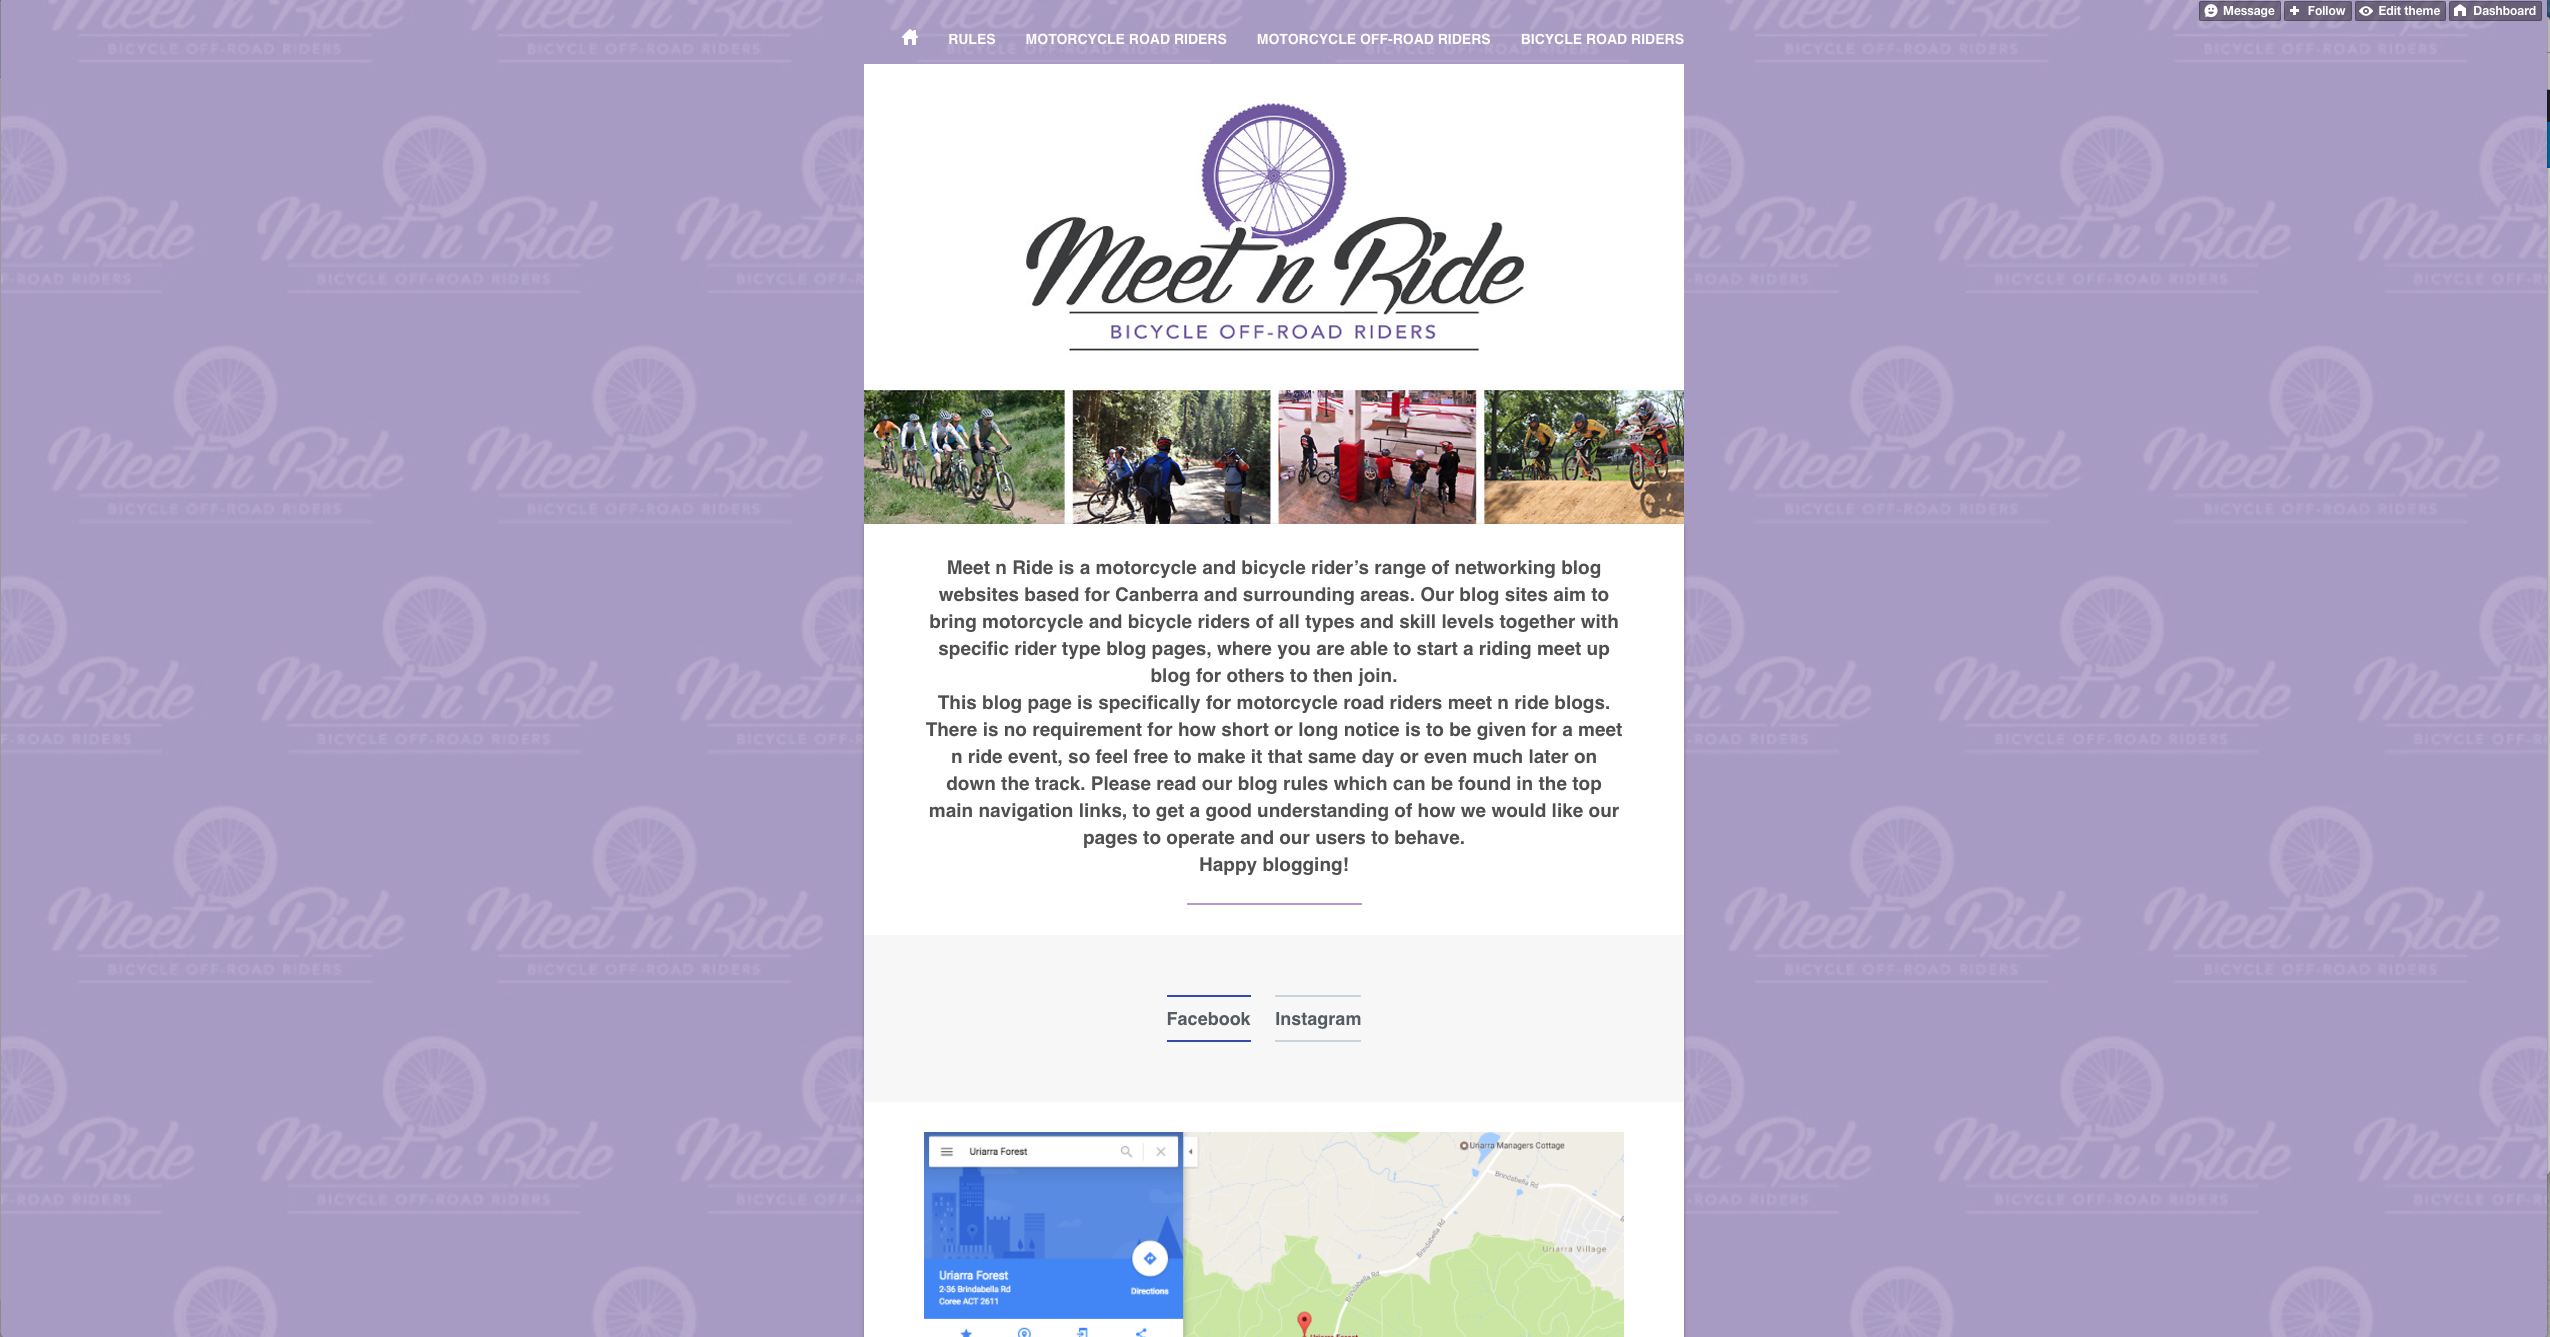 Message
Follow
Edit theme
Dashboard
RULES
MOTORCYCLE ROAD RIDERS
MOTORCYCLE OFF-ROAD RIDERS
BICYCLE ROAD RIDERS
Meet n Ride
BICYCLE OFF-ROAD RIDERS
Meet n Ride is a motorcycle and bicycle rider’s range of networking blog
websites based for Canberra and surrounding areas. Our blog sites aim to
bring motorcycle and bicycle riders of all types and skill levels together with
specific rider type blog pages, where you are able to start a riding meet up
blog for others to then join.
This blog page is specifically for motorcycle road riders meet n ride blogs.
There is no requirement for how short or long notice is to be given for a meet
n ride event, so feel free to make it that same day or even much later on
down the track. Please read our blog rules which can be found in the top
main navigation links, to get a good understanding of how we would like our
pages to operate and our users to behave.
Happy blogging!
Facebook
Instagram
Uriarra Forest
Uriarra Forest
2-36 Brindabella Rd
Coree ACT 2611
Directions
Uriarra Managers Cottage
Brindabella Rd
Brindabella Rd
Brindabella Rd
Uriarra Village